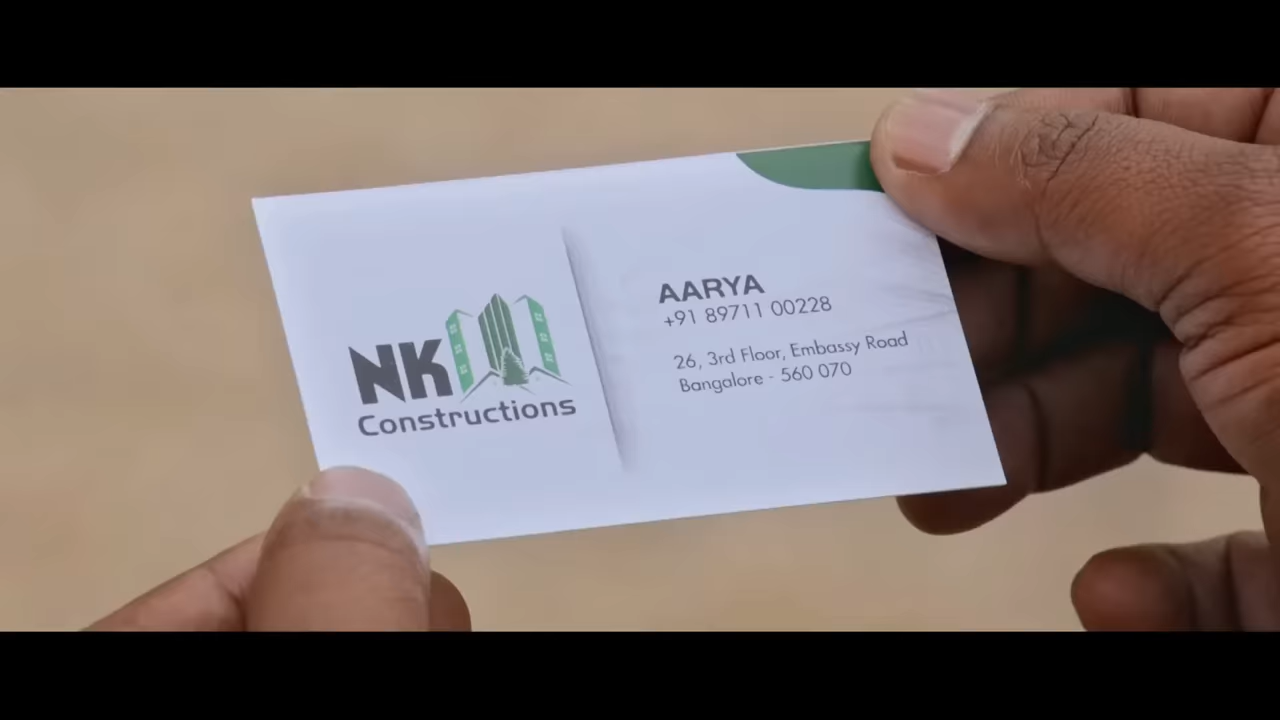 NK
Constructions
AARYA
+91 89711 00228
26, 3rd Floor, Embassy Road
Bangalore - 560 070